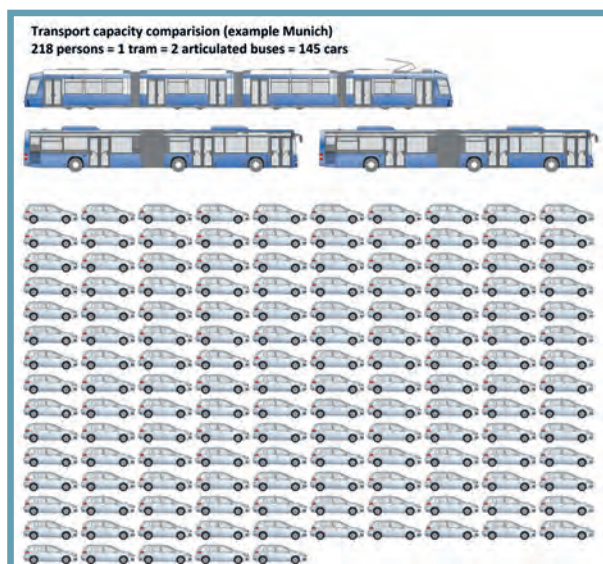 Transport capacity comparision (example Munich)
218 persons = 1 tram = 2 articulated buses = 145 cars